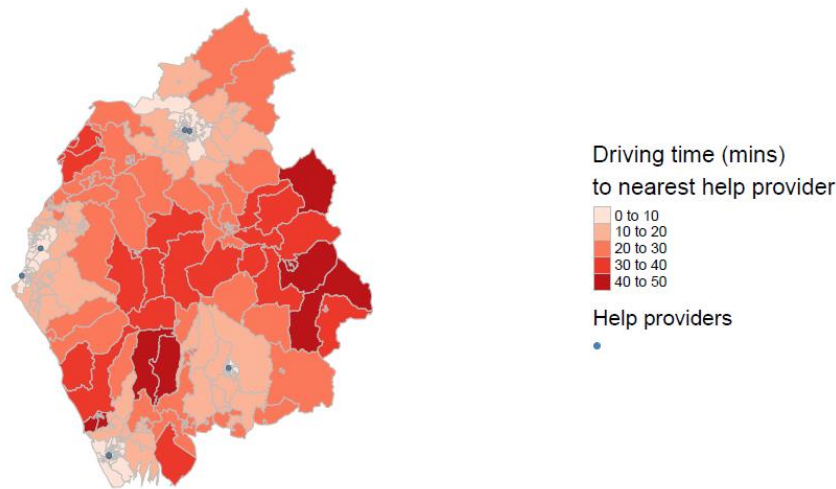 Driving time (mins)
to nearest help provider
0 to 10
10 to 20
20 to 30
30 to 40
40 to 50
Help providers